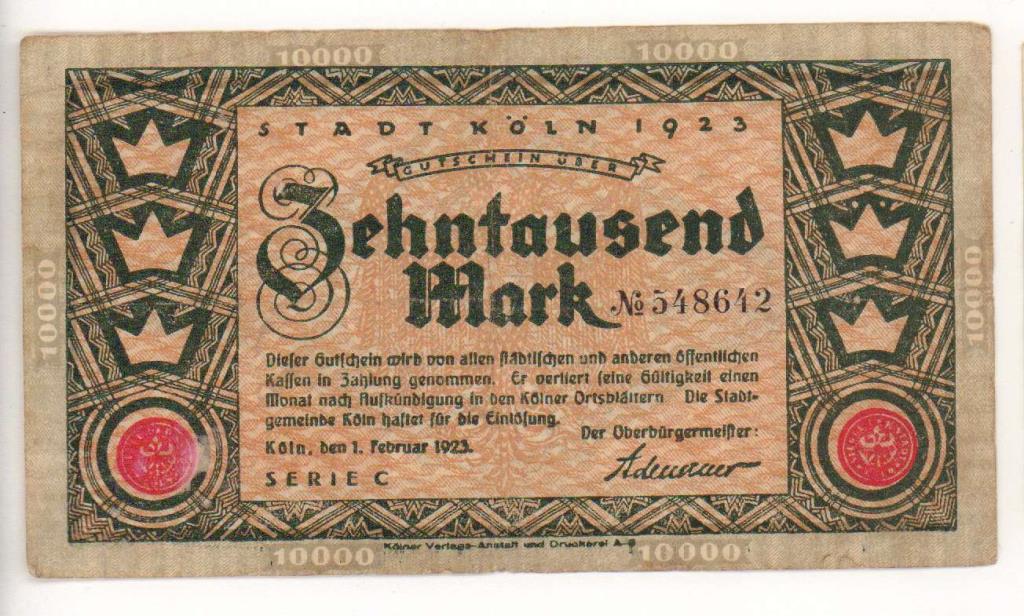 10000 10000
STADT KÖLN 1923
GUTSCHEIN ÜBER
Zehntausend
Mark № 548642
Dieser Gutschein wird von allen städtischen und anderen öffentlichen
Kassen in Zahlung genommen. Er verliert seine Gültigkeit einen
Monat nach Aufkündigung in den Kölner Ortsblättern Die Stadt-
gemeinde Köln haftet für die Einlösung.
Der Oberbürgermeister:
Köln, den 1. Februar 1923.
Adenauer
SERIE C
10000
10000
Kölner Verlags-Anstalt und Druckerei A-G
10000 10000